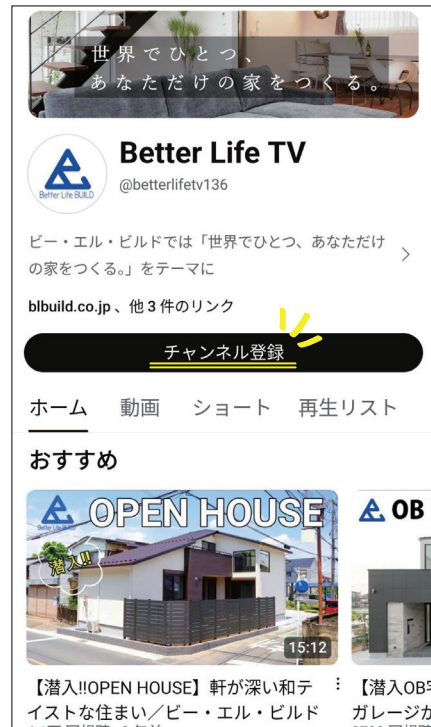 世界でひとつ、
あなただけの家をつくる。
Better Life BUILD
Better Life TV
@betterlifetv136
ビー・エル・ビルドでは「世界でひとつ、あなただけ
の家をつくる。」をテーマに
blbuild.co.jp 、他 3 件のリンク
チャンネル登録
ホーム 動画 ショート 再生リスト
おすすめ
OPEN HOUSE
潜入!!
15:12
OB
【潜入!!OPEN HOUSE】軒が深い和テ
イストな住まい／ビー・エル・ビルド
【潜入OB
ガレージ